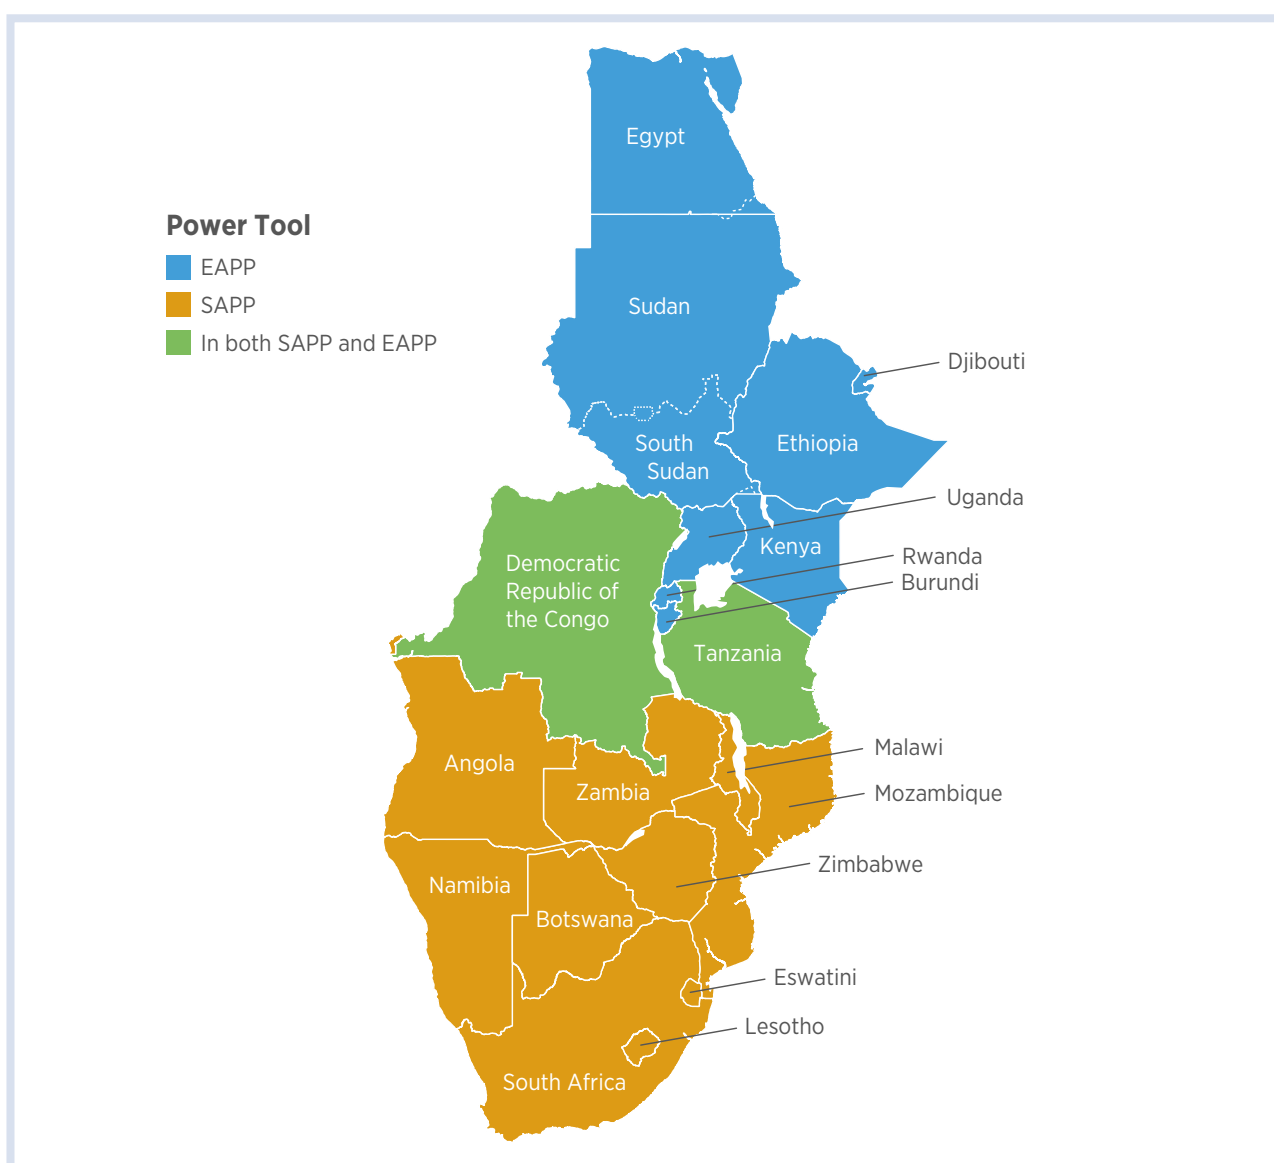 Egypt
Power Tool
EAPP
SAPP
In both SAPP and EAPP
Sudan
Djibouti
South
Sudan
Ethiopia
Uganda
Kenya
Democratic
Republic of
the Congo
Rwanda
Burundi
Tanzania
Malawi
Angola
Zambia
Mozambique
Zimbabwe
Namibia
Botswana
Eswatini
Lesotho
South Africa